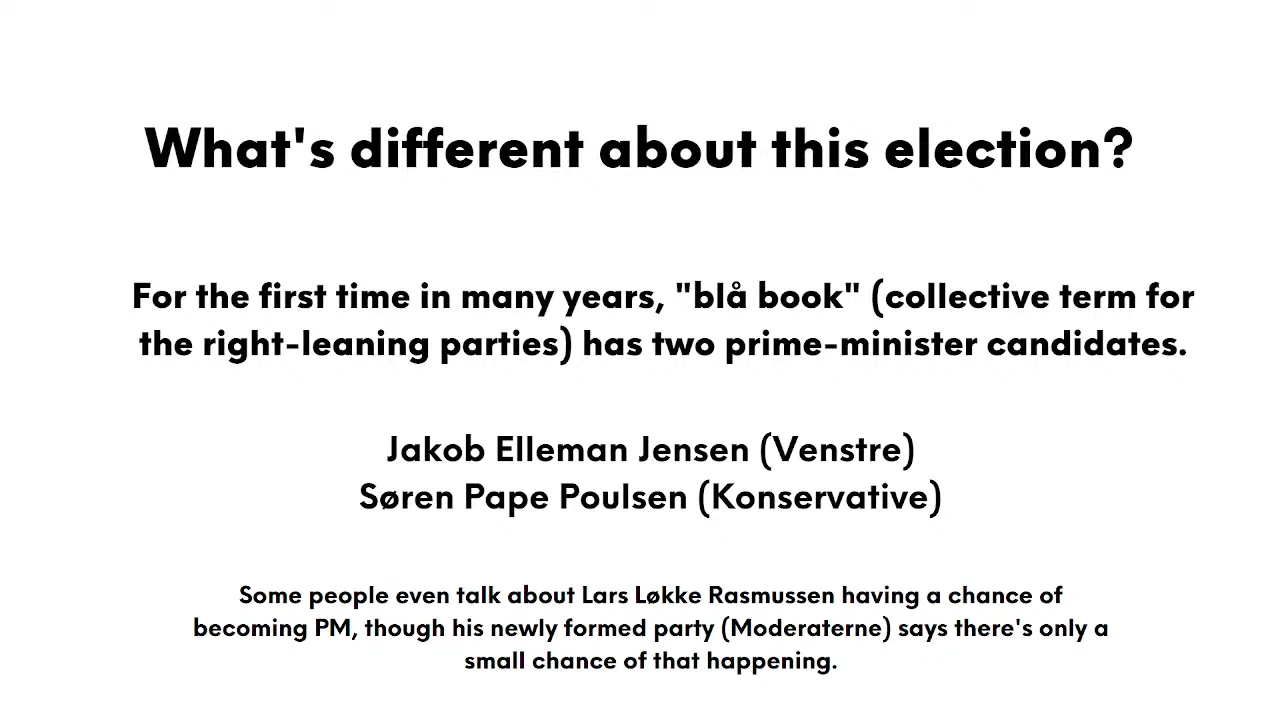 What's different about this election?
For the first time in many years, "blå book" (collective term for
the right-leaning parties) has two prime-minister candidates.
Jakob Elleman Jensen (Venstre)
Søren Pape Poulsen (Konservative)
Some people even talk about Lars Løkke Rasmussen having a chance of
becoming PM, though his newly formed party (Moderaterne) says there's only a
small chance of that happening.